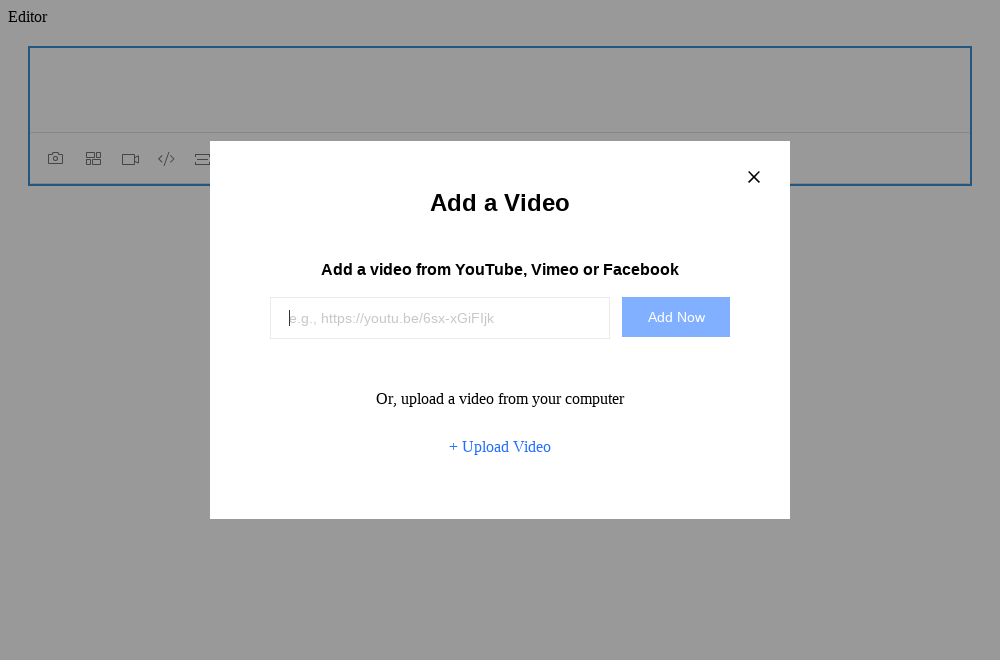 Editor
Add a Video
Add a video from YouTube, Vimeo or Facebook
e.g., https://youtu.be/6sx-xGiFIjk
Add Now
Or, upload a video from your computer
+ Upload Video